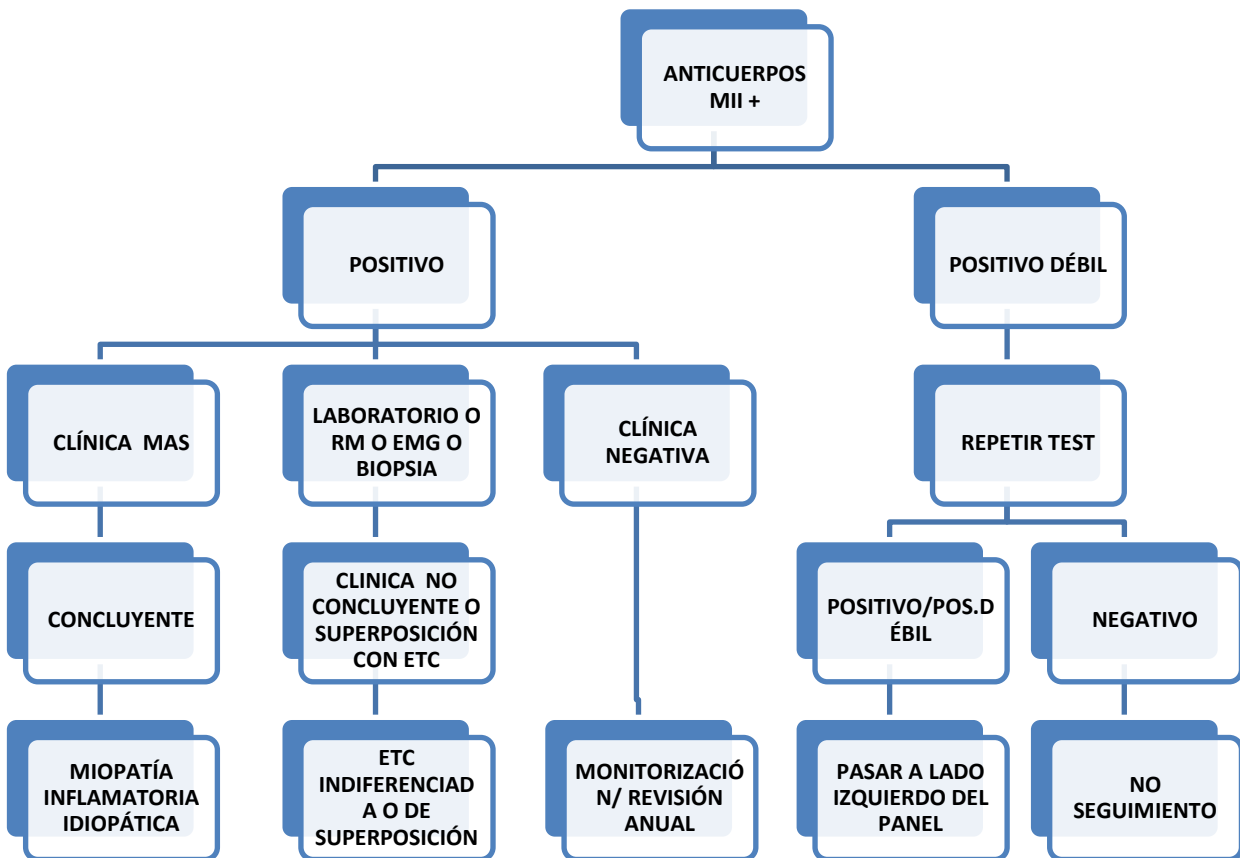 ANTICUERPOS
MII +
POSITIVO
POSITIVO DÉBIL
CLÍNICA MAS
LABORATORIO O
RM O EMG O
BIOPSIA
CLÍNICA
NEGATIVA
REPETIR TEST
CONCLUYENTE
CLINICA NO
CONCLUYENTE O
SUPERPOSICIÓN
CON ETC
POSITIVO/POS.D
ÉBIL
NEGATIVO
MIOPATÍA
INFLAMATORIA
IDIOPÁTICA
ETC
INDIFERENCIAD
A O DE
SUPERPOSICIÓN
MONITORIZACIÓ
N/ REVISIÓN
ANUAL
PASAR A LADO
IZQUIERDO DEL
PANEL
NO
SEGUIMIENTO